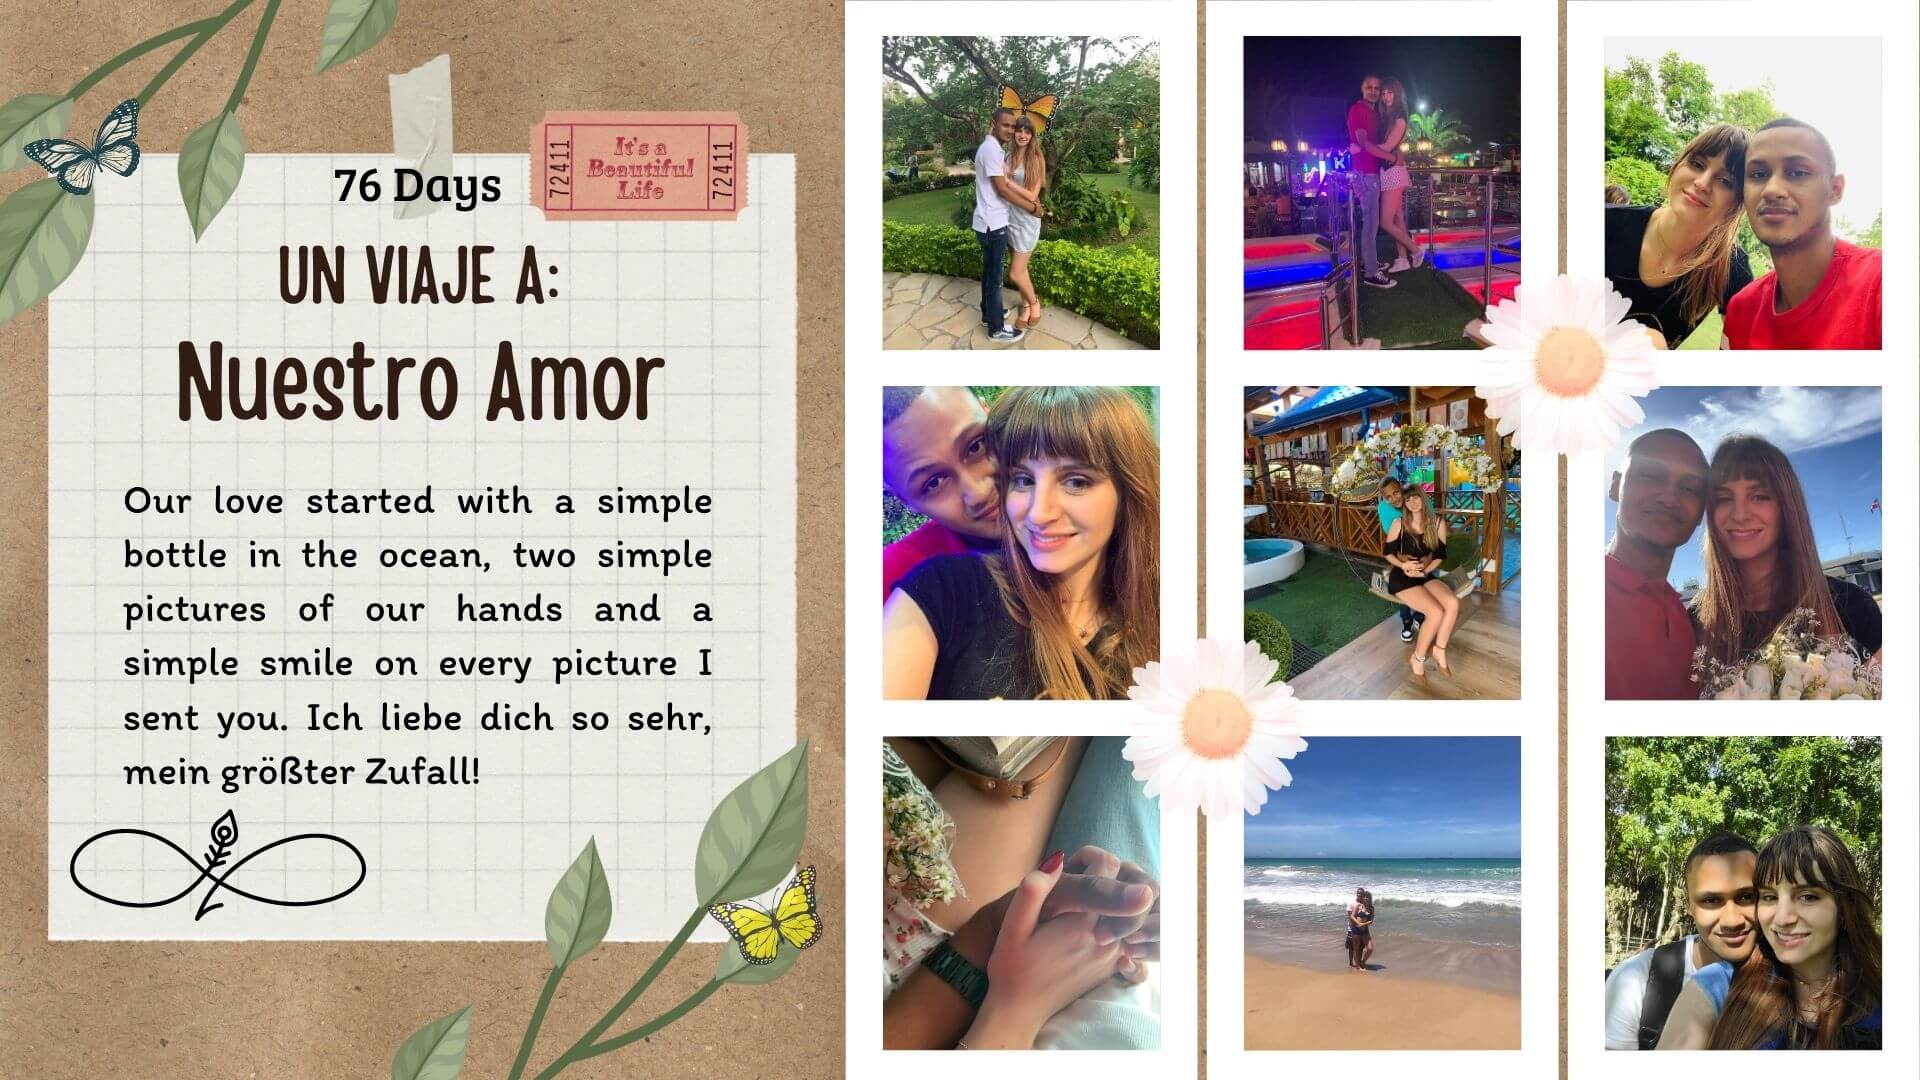 76 Days
It's a
Beautiful
Life
72411
72411
UN VIAJE A:
Nuestro Amor
Our love started with a simple
bottle in the ocean, two simple
pictures of our hands and a
simple smile on every picture I
sent you. Ich liebe dich so sehr,
mein größter Zufall!
K